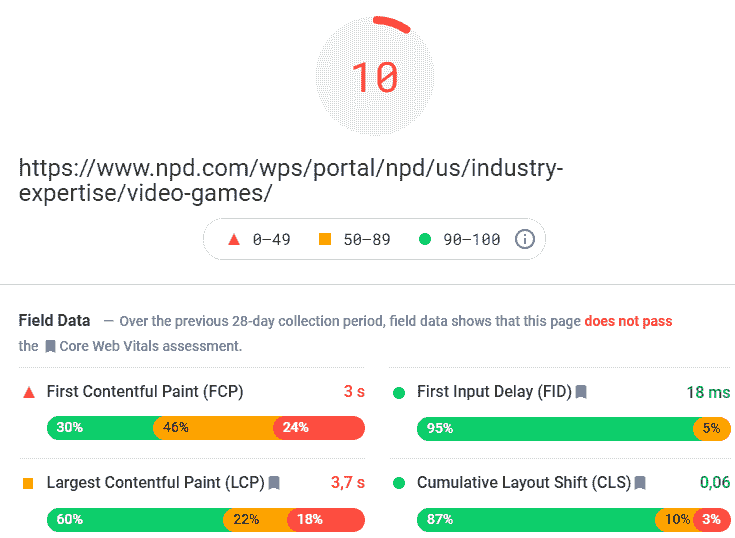 10
https://www.npd.com/wps/portal/npd/us/industry-
expertise/video-games/
0–49 50–89 90–100
Field Data — Over the previous 28-day collection period, field data shows that this page does not pass
the Core Web Vitals assessment.
First Contentful Paint (FCP) 3 s
30% 46% 24%
First Input Delay (FID) 18 ms
95% 5%
Largest Contentful Paint (LCP) 3,7 s
60% 22% 18%
Cumulative Layout Shift (CLS) 0,06
87% 10% 3%